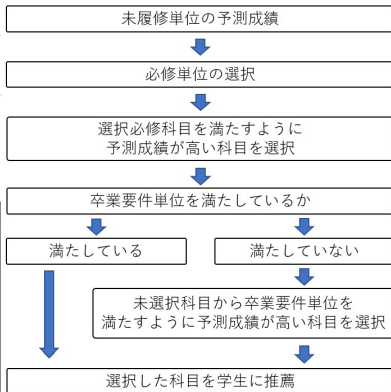 未履修単位の予測成績
必修単位の選択
選択必修科目を満たすように
予測成績が高い科目を選択
卒業要件単位を満たしているか
満たしている
満たしていない
未選択科目から卒業要件単位を
満たすように予測成績が高い科目を選択
選択した科目を学生に推薦